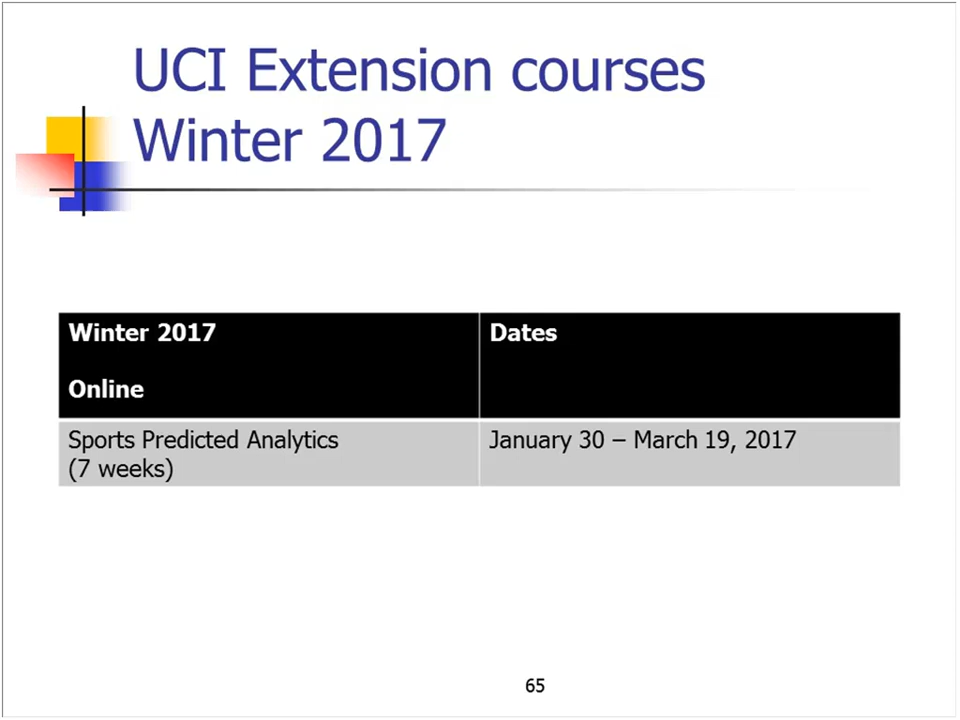 UCI Extension courses
Winter 2017
Winter 2017
Dates
Online
Sports Predicted Analytics
(7 weeks)
January 30 – March 19, 2017
65